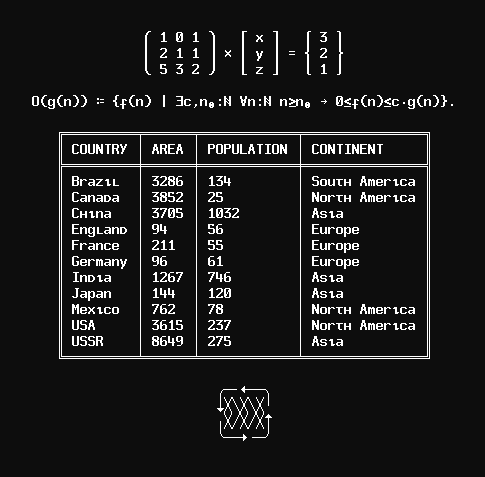 ⎛ 1 0 1 ⎞   ⎡ x ⎤   ⎧ 3 ⎫
⎜ 2 1 1 ⎟ × ⎢ y ⎥ = ⎨ 2 ⎬
⎝ 5 3 2 ⎠   ⎣ z ⎦   ⎩ 1 ⎭
O(g(n)) ≔ {ƒ(n) | ∃c,n₀:ℕ ∀n:ℕ n≥n₀ → 0≤ƒ(n)≤c⋅g(n)}.
COUNTRY AREA POPULATION CONTINENT
Brazil 3286 134 South America
Canada 3852 25 North America
China 3705 1032 Asia
England 94 56 Europe
France 211 55 Europe
Germany 96 61 Europe
India 1267 746 Asia
Japan 144 120 Asia
Mexico 762 78 North America
USA 3615 237 North America
USSR 8649 275 Asia